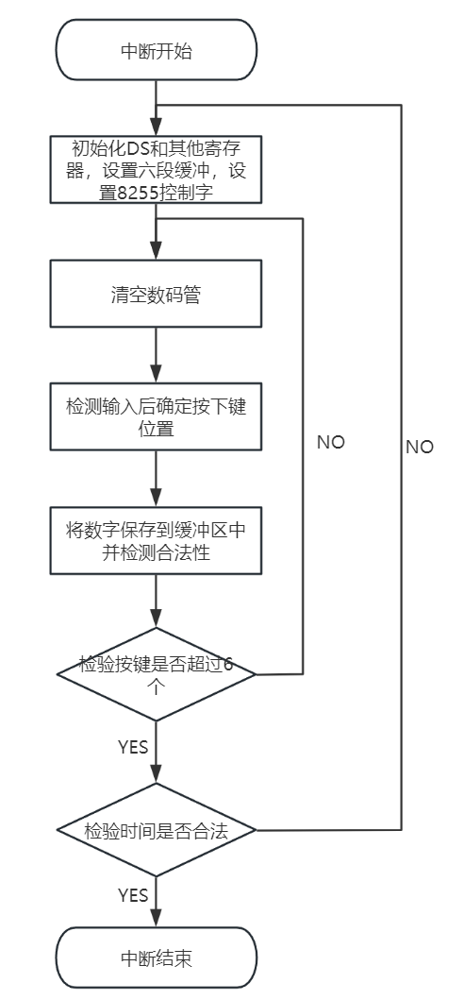 中断开始
初始化DS和其他寄存
器，设置六段缓冲，设
置8255控制字
清空数码管
检测输入后确定按下键
位置
NO
NO
将数字保存到缓冲区中
并检测合法性
检验按键是否超过6
个
YES
检验时间是否合法
YES
中断结束